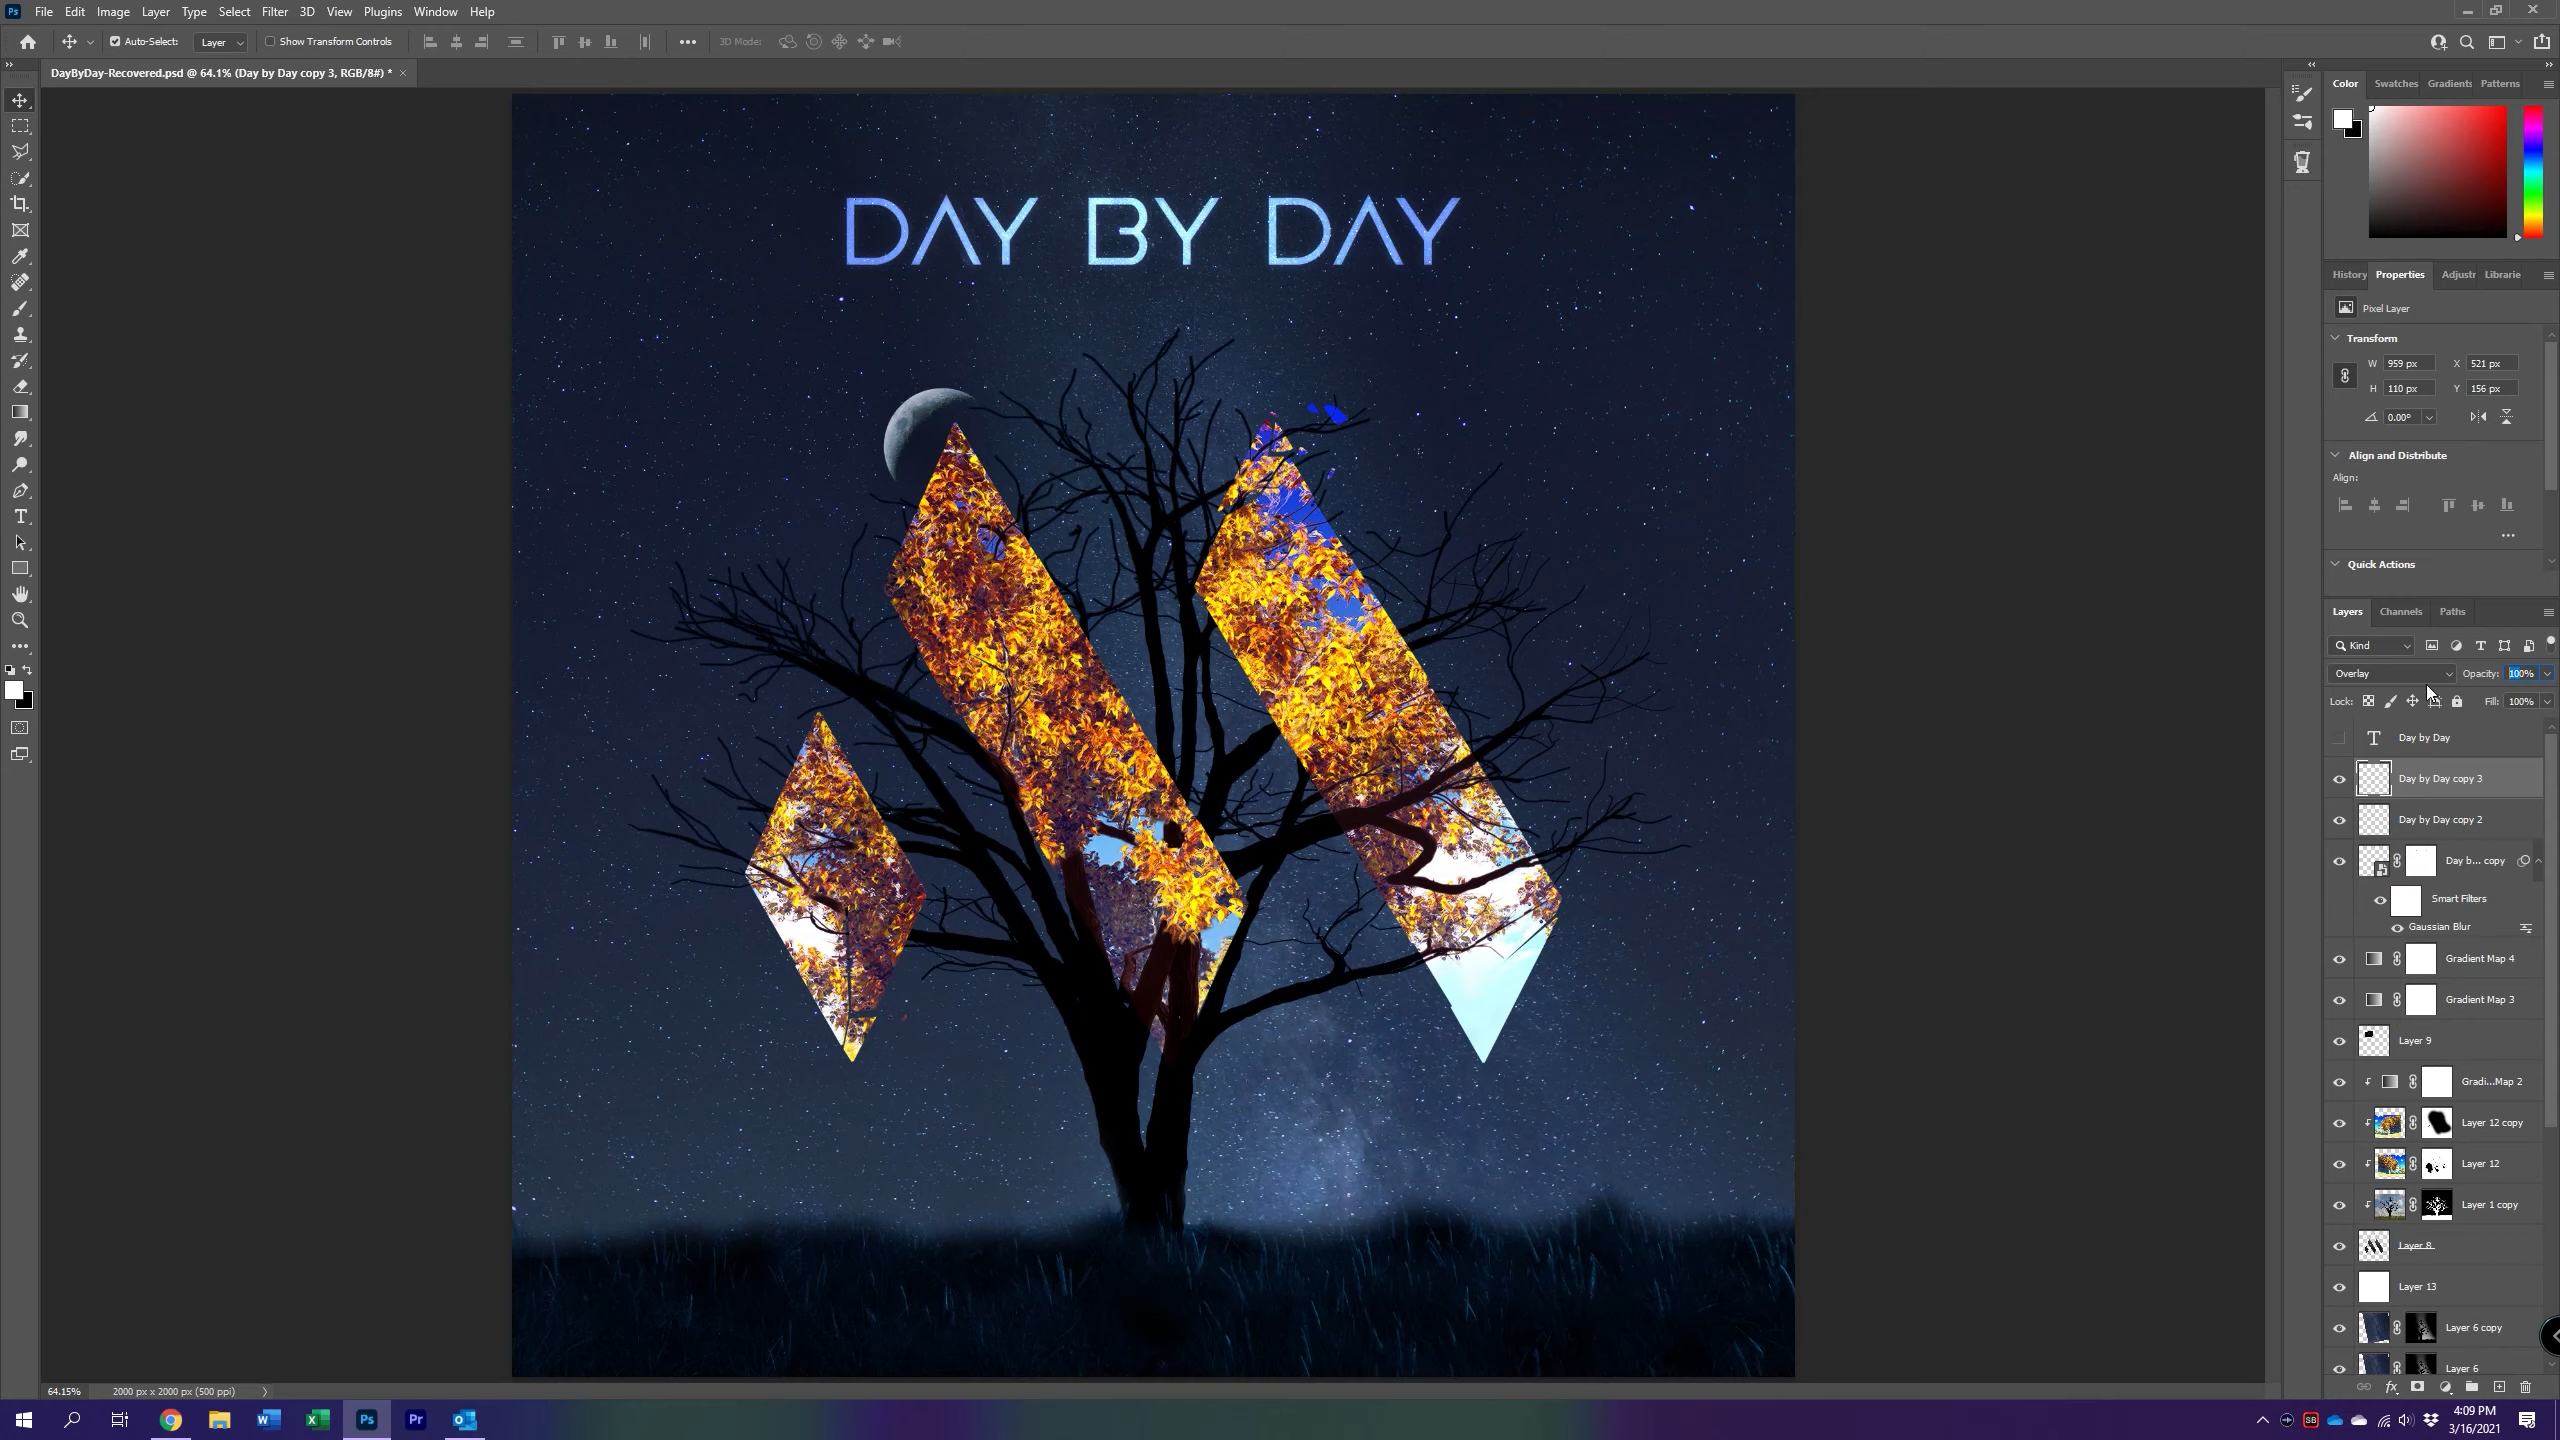 Ps File Edit Image Layer Type Select Filter 3D View Plugins Window Help
Auto-Select: Layer Show Transform Controls 3D Mode:
DayByDay-Recovered.psd @ 64.1% (Day by Day copy 3, RGB/8#) *
DAY BY DAY
Color Swatches Gradients Patterns
History Properties Adjustr Librarie
Pixel Layer
Transform
W 959 px X 521 px
H 110 px Y 156 px
0.00°
Align and Distribute
Align:
Quick Actions
Layers Channels Paths
Kind
Overlay Opacity: 100%
Lock: Fill: 100%
T Day by Day
Day by Day copy 3
Day by Day copy 2
Day b... copy
Smart Filters
Gaussian Blur
Gradient Map 4
Gradient Map 3
Layer 9
Gradi...Map 2
Layer 12 copy
Layer 12
Layer 1 copy
Layer 8
Layer 13
Layer 6 copy
Layer 6
fx
64.15% 2000 px x 2000 px (500 ppi)
Ps Pr SB
4:09 PM
3/16/2021